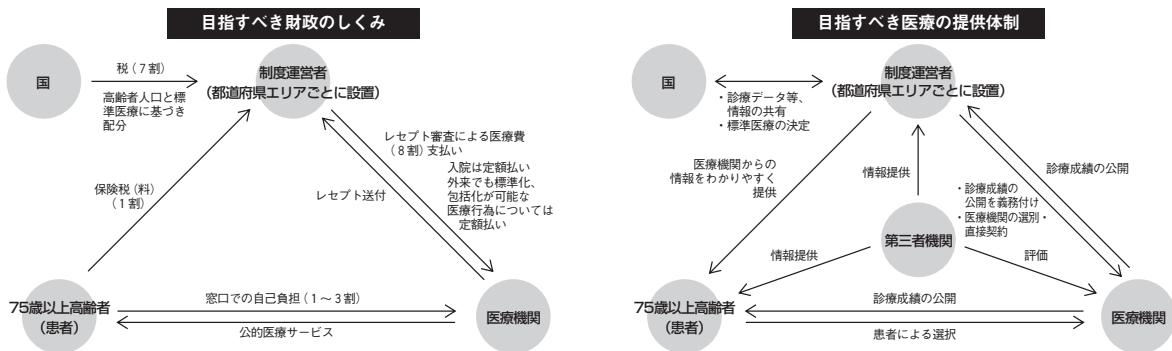 目指すべき財政のしくみ
国
税（7割）
高齢者人口と標
準医療に基づき
配分
制度運営者
（都道府県エリアごとに設置）
保険税（料）
（1割）
レセプト審査による医療費
（8割）支払い
入院は定額払い
外来でも標準化、
包括化が可能な
医療行為については
定額払い
レセプト送付
75歳以上高齢者
（患者）
窓口での自己負担（1～3割）
公的医療サービス
医療機関
目指すべき医療の提供体制
国
・診療データ等、
情報の共有
・標準医療の決定
制度運営者
（都道府県エリアごとに設置）
医療機関からの
情報をわかりやすく
提供
情報提供
診療成績の公開
・診療成績の
公開を義務付け
・医療機関の選別・
直接契約
第三者機関
情報提供
評価
75歳以上高齢者
（患者）
診療成績の公開
患者による選択
医療機関